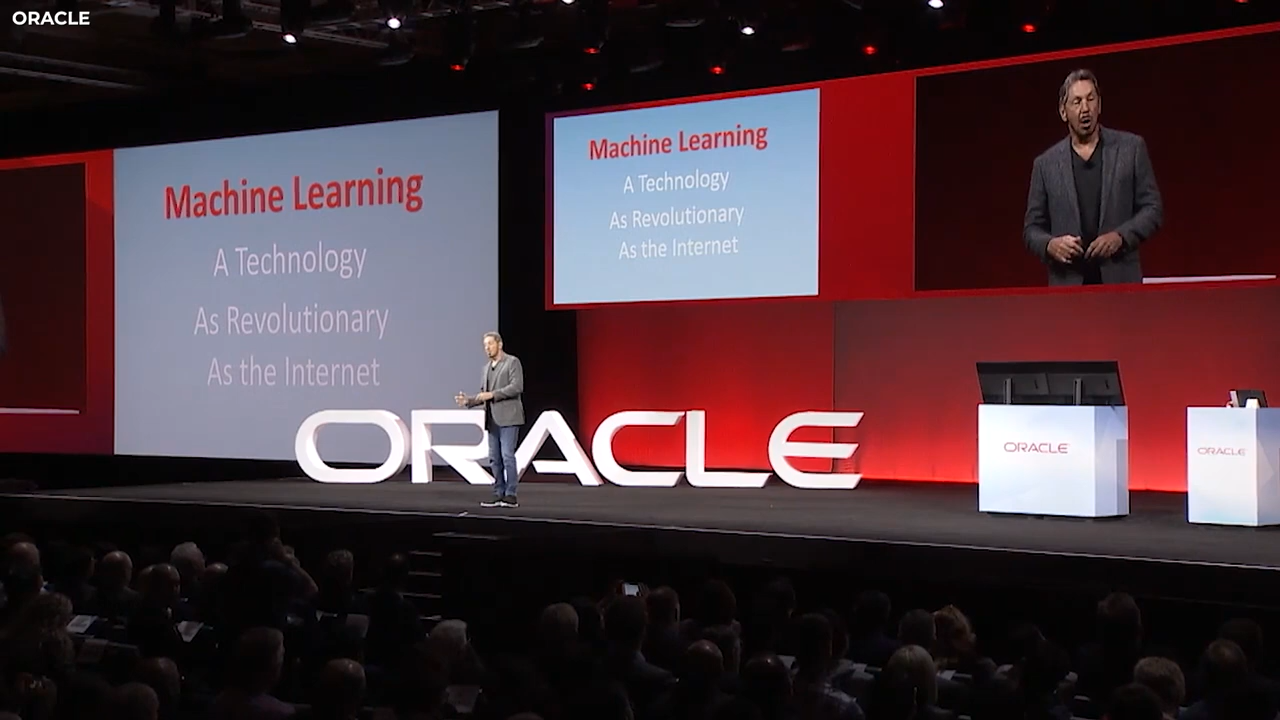 ORACLE
Machine Learning
A Technology
As Revolutionary
As the Internet
Machine Learning
A Technology
As Revolutionary
As the Internet
ORACLE
ORACLE
ORACLE